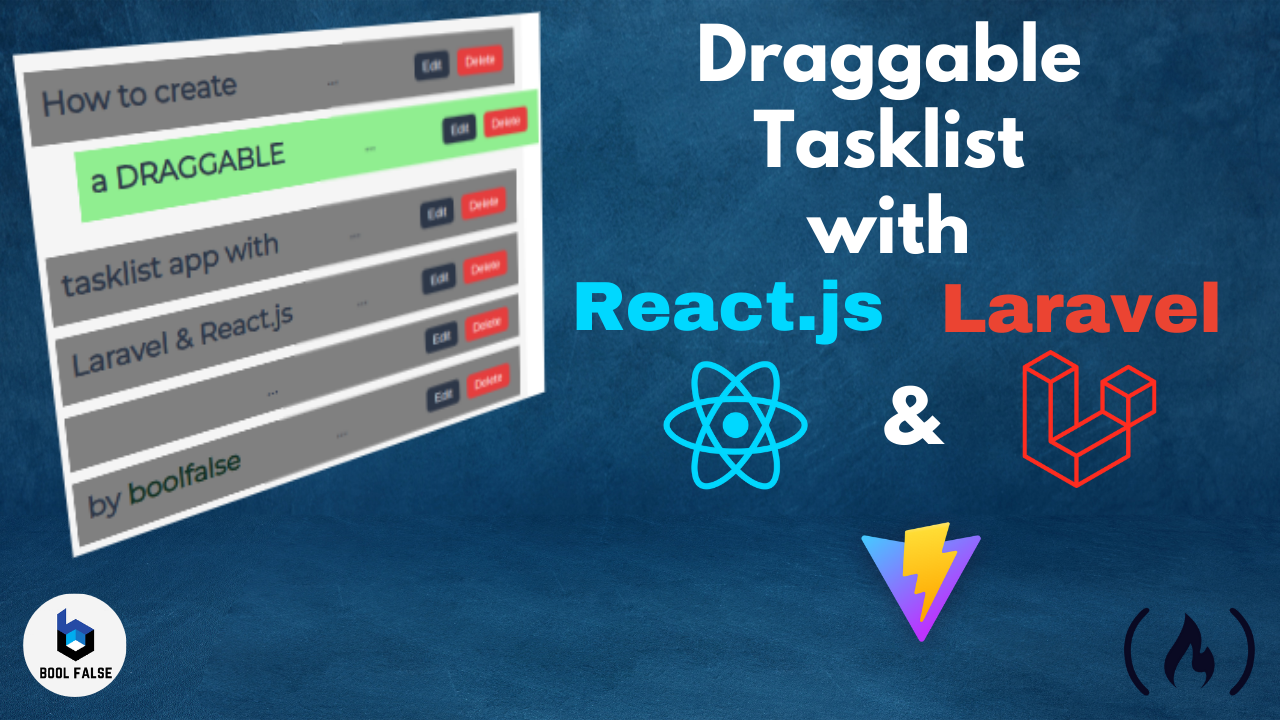 How to create
...
Edit
Delete
a DRAGGABLE
...
Edit
Delete
tasklist app with
...
Edit
Delete
Laravel & React.js
...
Edit
Delete
...
Edit
Delete
by boolfalse
...
Edit
Delete
Draggable
Tasklist
with
React.js Laravel
&
BOOL FALSE